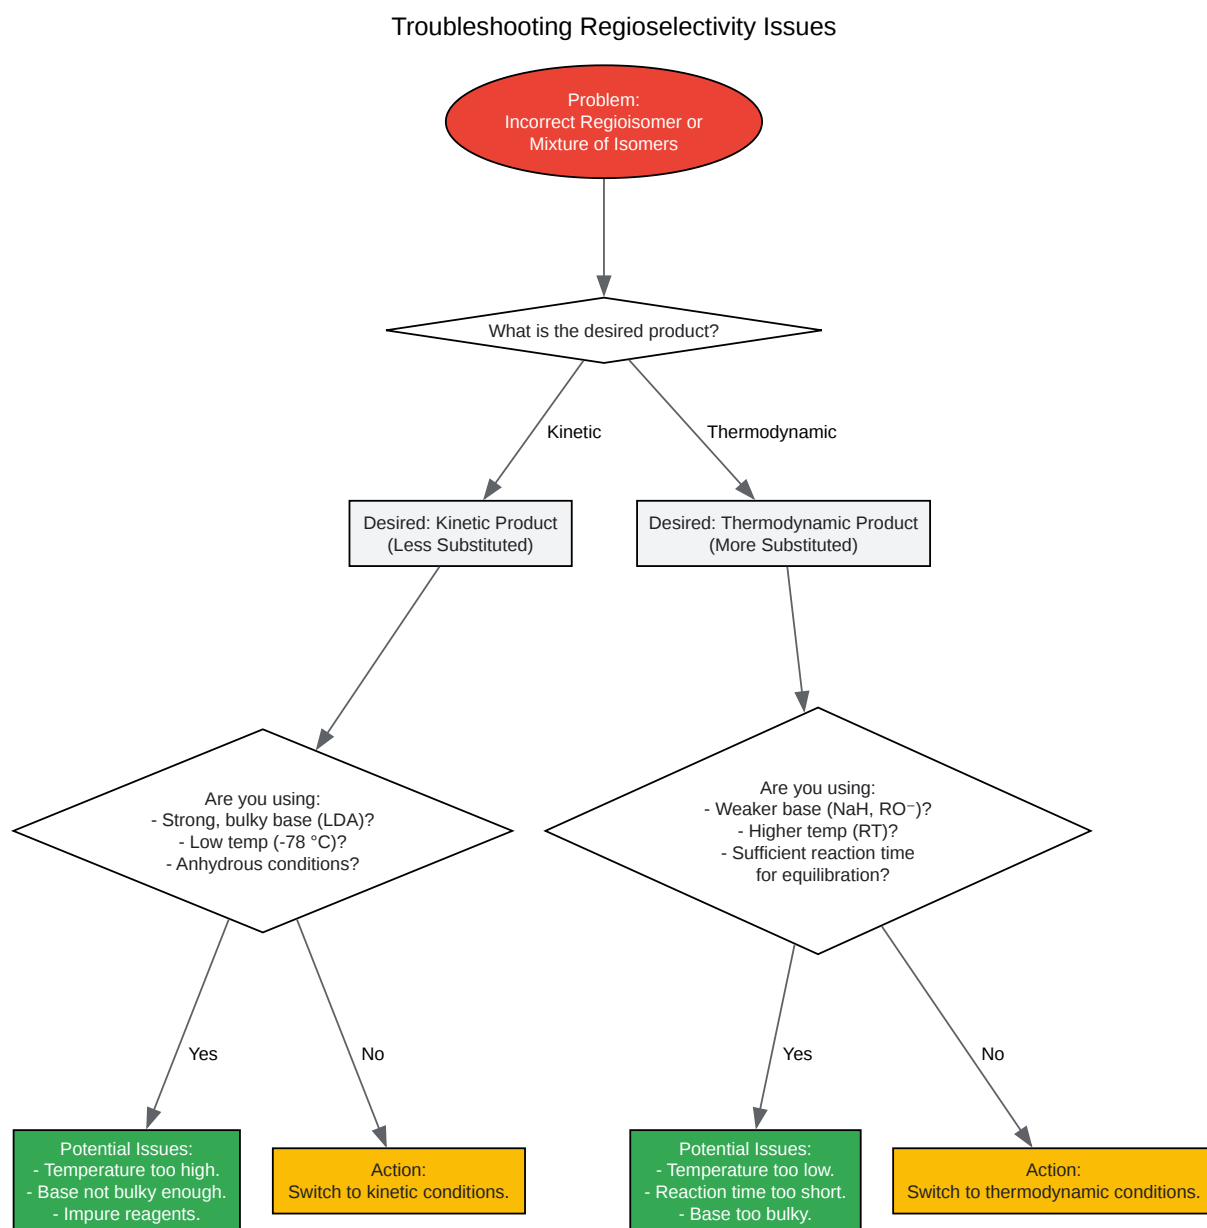 Troubleshooting Regioselectivity Issues
Problem:
Incorrect Regioisomer or
Mixture of Isomers
What is the desired product?
Kinetic
Thermodynamic
Desired: Kinetic Product
(Less Substituted)
Desired: Thermodynamic Product
(More Substituted)
Are you using:
- Strong, bulky base (LDA)?
- Low temp (-78 °C)?
- Anhydrous conditions?
Are you using:
- Weaker base (NaH, RO⁻)?
- Higher temp (RT)?
- Sufficient reaction time
for equilibration?
Yes
No
Yes
No
Potential Issues:
- Temperature too high.
- Base not bulky enough.
- Impure reagents.
Action:
Switch to kinetic conditions.
Potential Issues:
- Temperature too low.
- Reaction time too short.
- Base too bulky.
Action:
Switch to thermodynamic conditions.